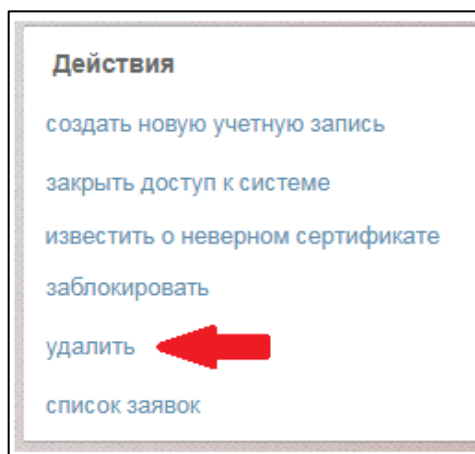 Действия
создать новую учетную запись
закрыть доступ к системе
известить о неверном сертификате
заблокировать
удалить
список заявок